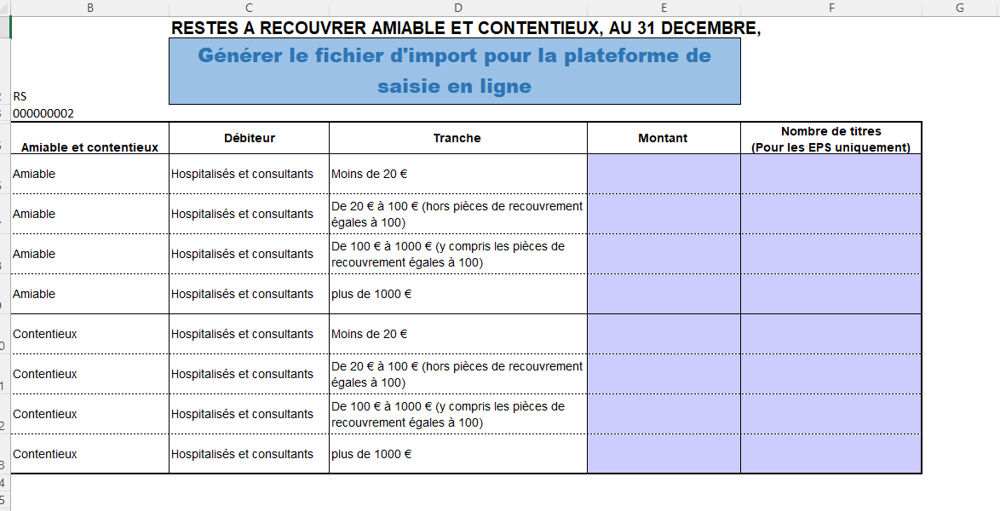 B C D E F G
RESTES A RECOUVRER AMIABLE ET CONTENTIEUX, AU 31 DECEMBRE,
Générer le fichier d'import pour la plateforme de
saisie en ligne
RS
000000002
Amiable et contentieux Débiteur Tranche Montant Nombre de titres
(Pour les EPS uniquement)
Amiable Hospitalisés et consultants Moins de 20 €
Amiable Hospitalisés et consultants De 20 € à 100 € (hors pièces de recouvrement
égales à 100)
Amiable Hospitalisés et consultants De 100 € à 1000 € (y compris les pièces de
recouvrement égales à 100)
Amiable Hospitalisés et consultants plus de 1000 €
Contentieux Hospitalisés et consultants Moins de 20 €
Contentieux Hospitalisés et consultants De 20 € à 100 € (hors pièces de recouvrement
égales à 100)
Contentieux Hospitalisés et consultants De 100 € à 1000 € (y compris les pièces de
recouvrement égales à 100)
Contentieux Hospitalisés et consultants plus de 1000 €